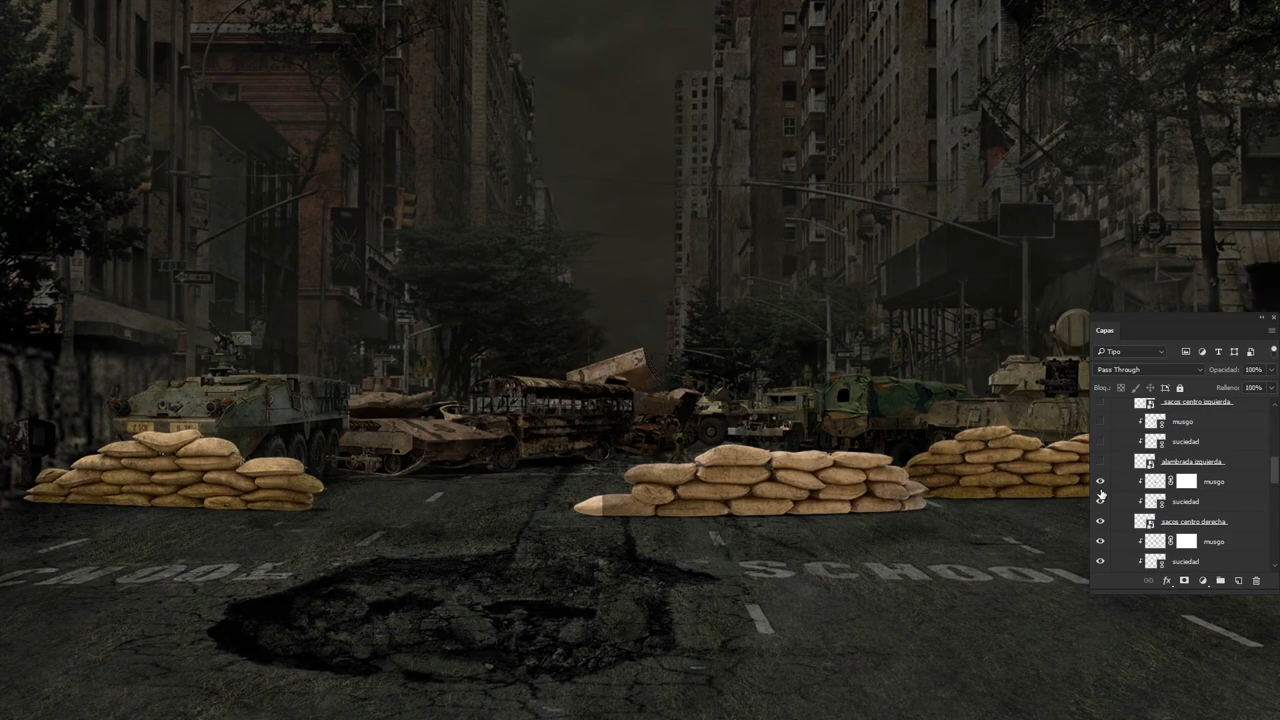 Capas
Tipo
Pass Through
Opacidad: 100%
Bloq.:
Relleno: 100%
sacos centro izquierda
musgo
suciedad
alambrada izquierda
musgo
suciedad
sacos centro derecha
musgo
suciedad
fx
SCHOOL